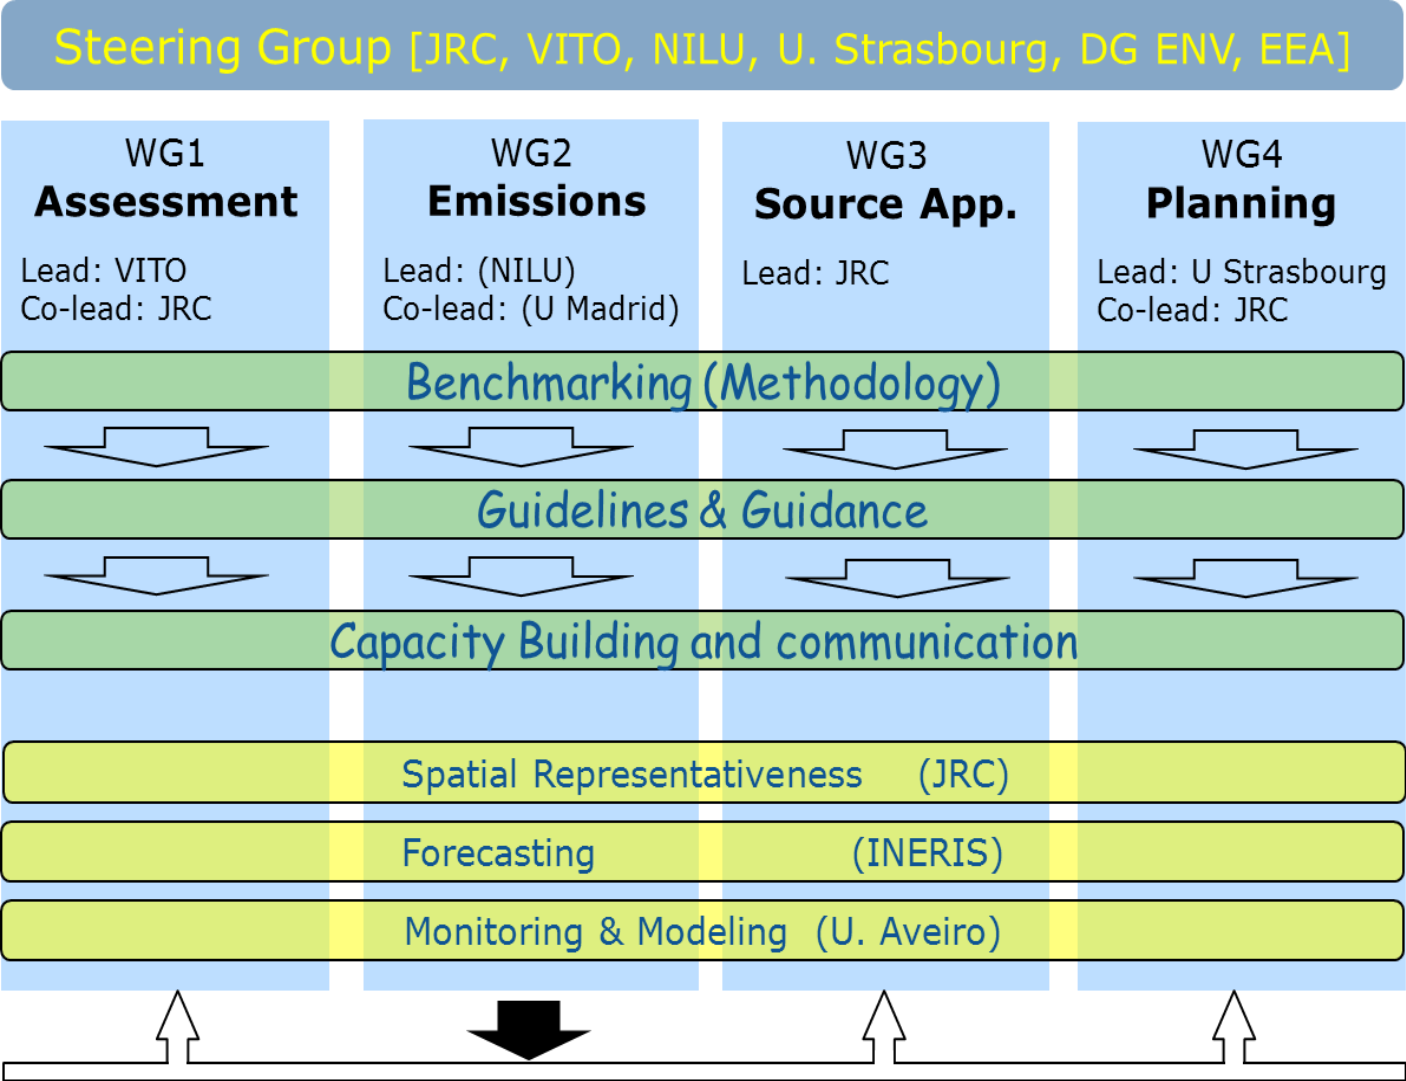 Steering Group [JRC, VITO, NILU, U. Strasbourg, DG ENV, EEA]
WG1
Assessment
Lead: VITO
Co-lead: JRC
WG2
Emissions
Lead: (NILU)
Co-lead: (U Madrid)
WG3
Source App.
Lead: JRC
WG4
Planning
Lead: U Strasbourg
Co-lead: JRC
Benchmarking (Methodology)
Guidelines & Guidance
Capacity Building and communication
Spatial Representativeness (JRC)
Forecasting (INERIS)
Monitoring & Modeling (U. Aveiro)